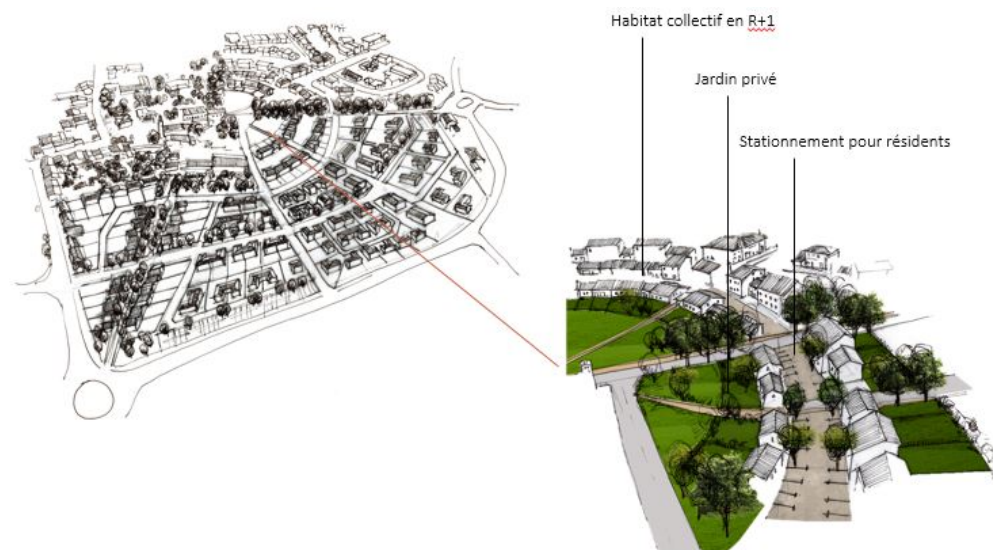 Habitat collectif en R+1
Jardin privé
Stationnement pour résidents